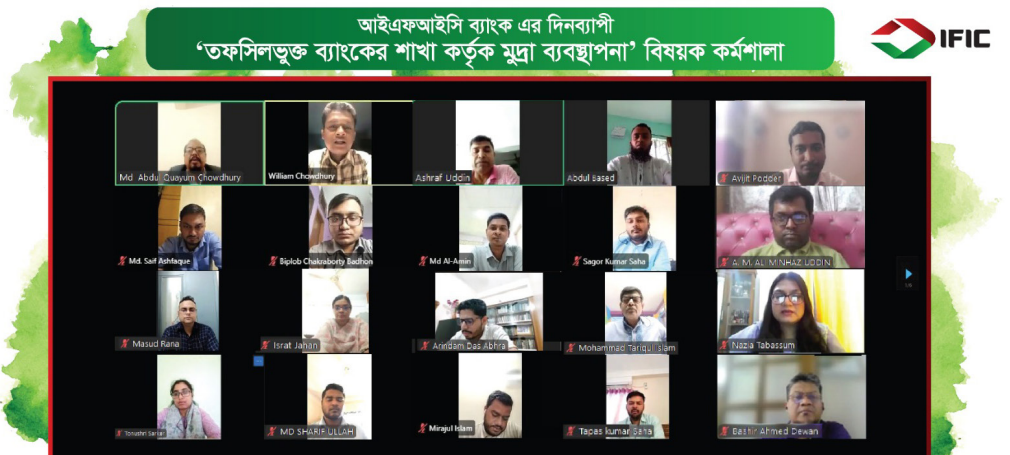 আইএফআইসি ব্যাংক এর দিনব্যাপী
‘তফসিলভুক্ত ব্যাংকের শাখা কর্তৃক মুদ্রা ব্যবস্থাপনা’ বিষয়ক কর্মশালা
IFIC
Md. Abdul Quayum Chowdhury
William Chowdhury
Ashraf Uddin
Abdul Based
Avijit Podder
Md. Saif Ashfaque
Biplob Chakraborty Badhon
Md Al-Amin
Sagor Kumar Saha
A. M. AL-MINHAZ UDDIN
Masud Rana
Israt Jahan
Arindam Das Abhra
Mohammad Tariqul Islam
Nazia Tabassum
Tonushri Sarkar
MD SHARIF ULLAH
Mirajul Islam
Tapas kumar Saha
Bashir Ahmed Dewan